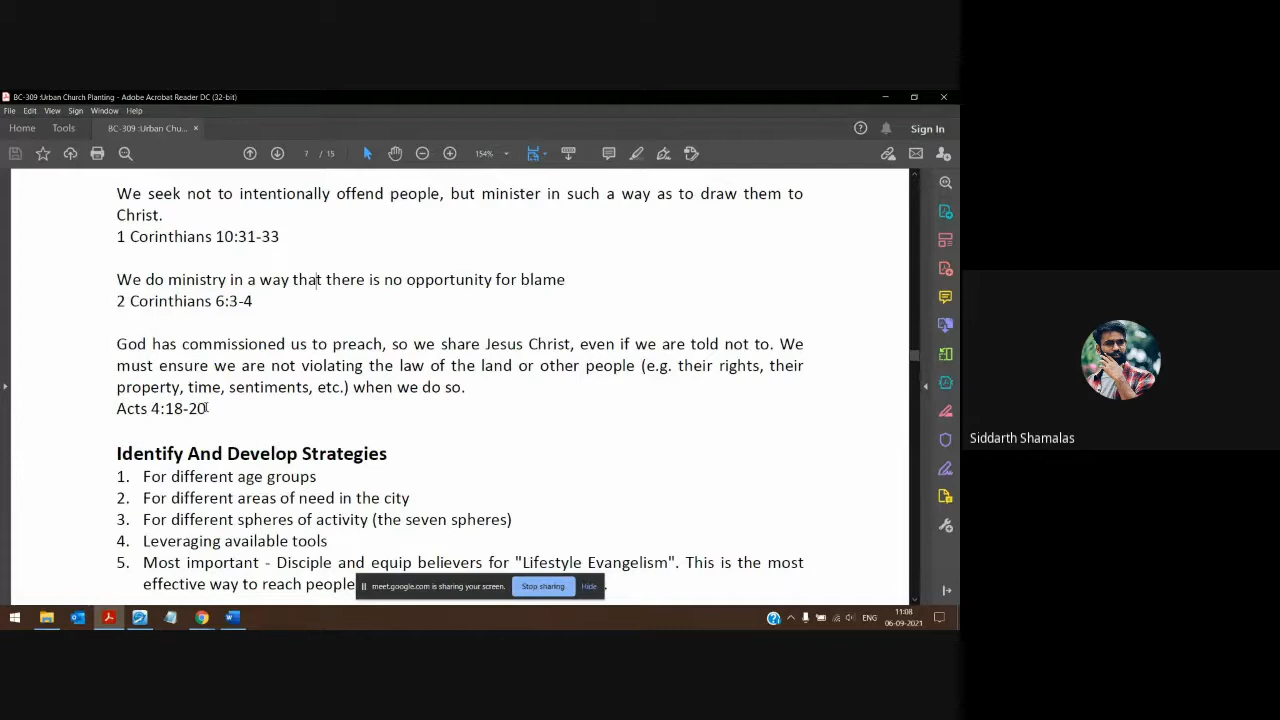 BC-309 :Urban Church Planting - Adobe Acrobat Reader DC (32-bit)
File Edit View Sign Window Help
Home Tools BC-309 :Urban Chu... × Sign In
7 / 15 154%
We seek not to intentionally offend people, but minister in such a way as to draw them to
Christ.
1 Corinthians 10:31-33
We do ministry in a way that there is no opportunity for blame
2 Corinthians 6:3-4
God has commissioned us to preach, so we share Jesus Christ, even if we are told not to. We
must ensure we are not violating the law of the land or other people (e.g. their rights, their
property, time, sentiments, etc.) when we do so.
Acts 4:18-20
Siddarth Shamalas
Identify And Develop Strategies
1. For different age groups
2. For different areas of need in the city
3. For different spheres of activity (the seven spheres)
4. Leveraging available tools
5. Most important - Disciple and equip believers for "Lifestyle Evangelism". This is the most
effective way to reach people
meet.google.com is sharing your screen. Stop sharing Hide
ENG 11:08
06-09-2021